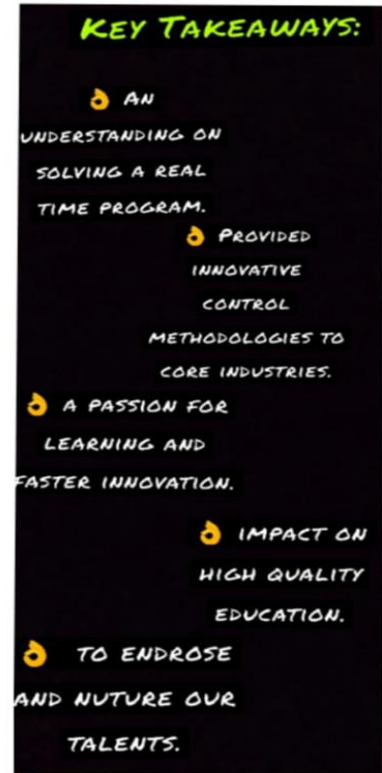 KEY TAKEAWAYS:
👌 AN
UNDERSTANDING ON
SOLVING A REAL
TIME PROGRAM.
👌 PROVIDED
INNOVATIVE
CONTROL
METHODOLOGIES TO
CORE INDUSTRIES.
👌 A PASSION FOR
LEARNING AND
FASTER INNOVATION.
👌 IMPACT ON
HIGH QUALITY
EDUCATION.
👌 TO ENDROSE
AND NUTURE OUR
TALENTS.